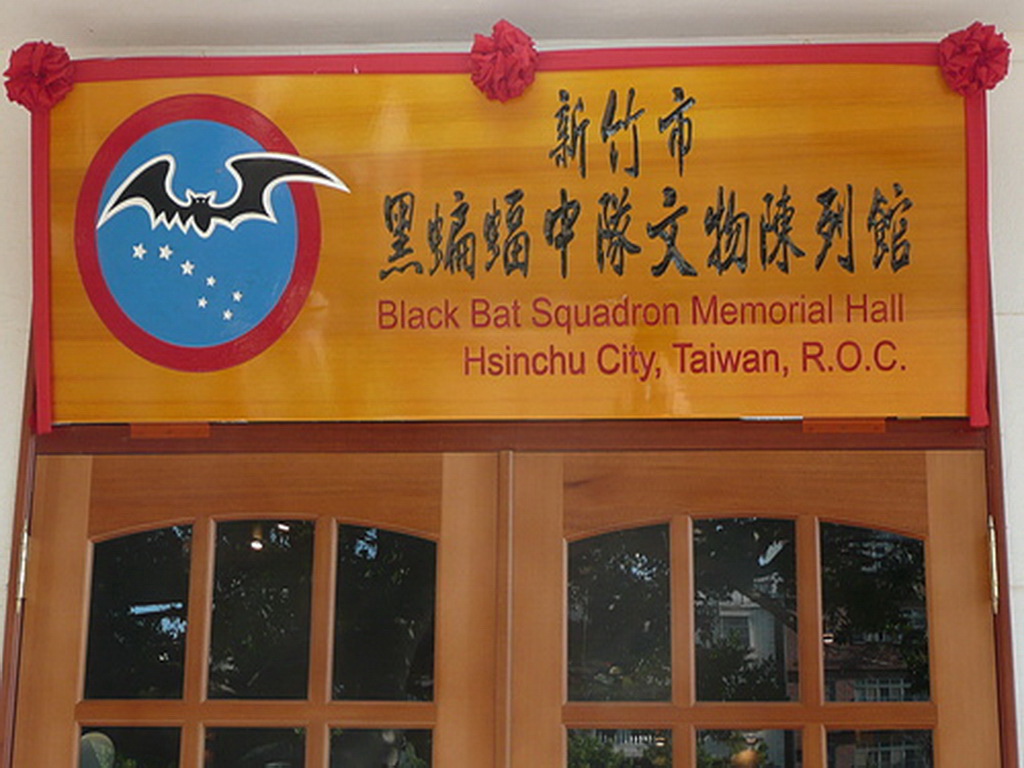 新竹市
黑蝙蝠中隊文物陳列館
Black Bat Squadron Memorial Hall
Hsinchu City, Taiwan, R.O.C.